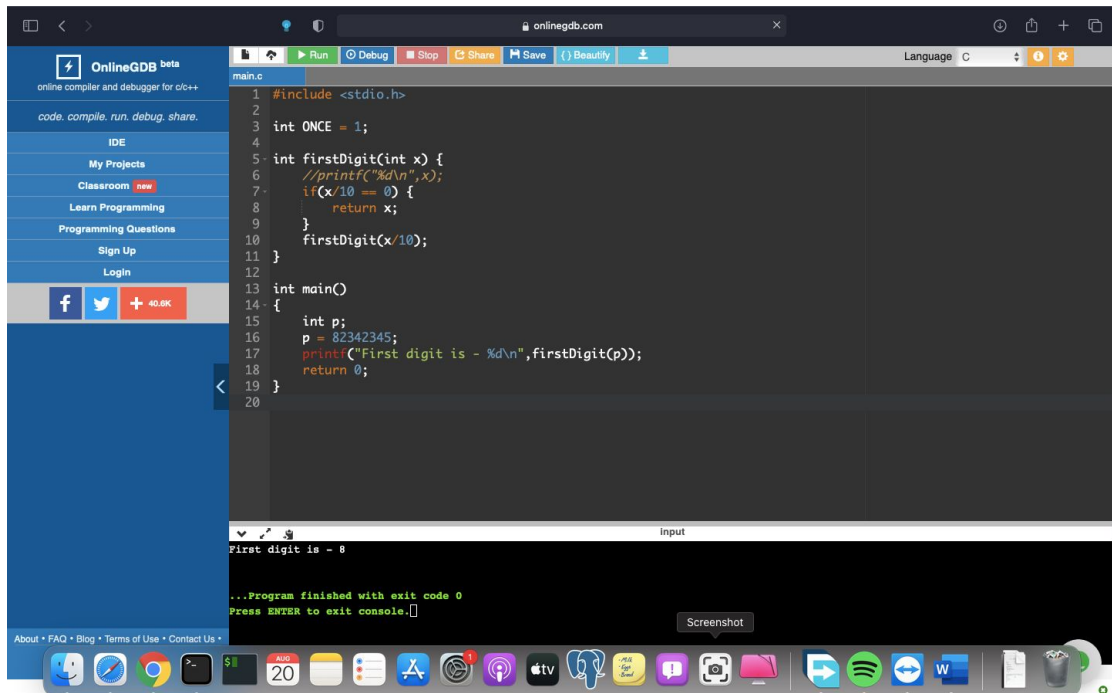 onlinegdb.com
OnlineGDB beta
online compiler and debugger for c/c++
code. compile. run. debug. share.
IDE
My Projects
Classroom new
Learn Programming
Programming Questions
Sign Up
Login
f
40.6K
About • FAQ • Blog • Terms of Use • Contact Us •
Run Debug Stop Share Save {} Beautify
Language C
main.c
1 #include <stdio.h>
2
3 int ONCE = 1;
4
5 int firstDigit(int x) {
6 //printf("%d\n",x);
7 if(x/10 == 0) {
8 return x;
9 }
10 firstDigit(x/10);
11 }
12
13 int main()
14 {
15 int p;
16 p = 82342345;
17 printf("First digit is - %d\n",firstDigit(p));
18 return 0;
19 }
20
input
First digit is - 8
...Program finished with exit code 0
Press ENTER to exit console.
Screenshot
AUG
20
1
tv
W